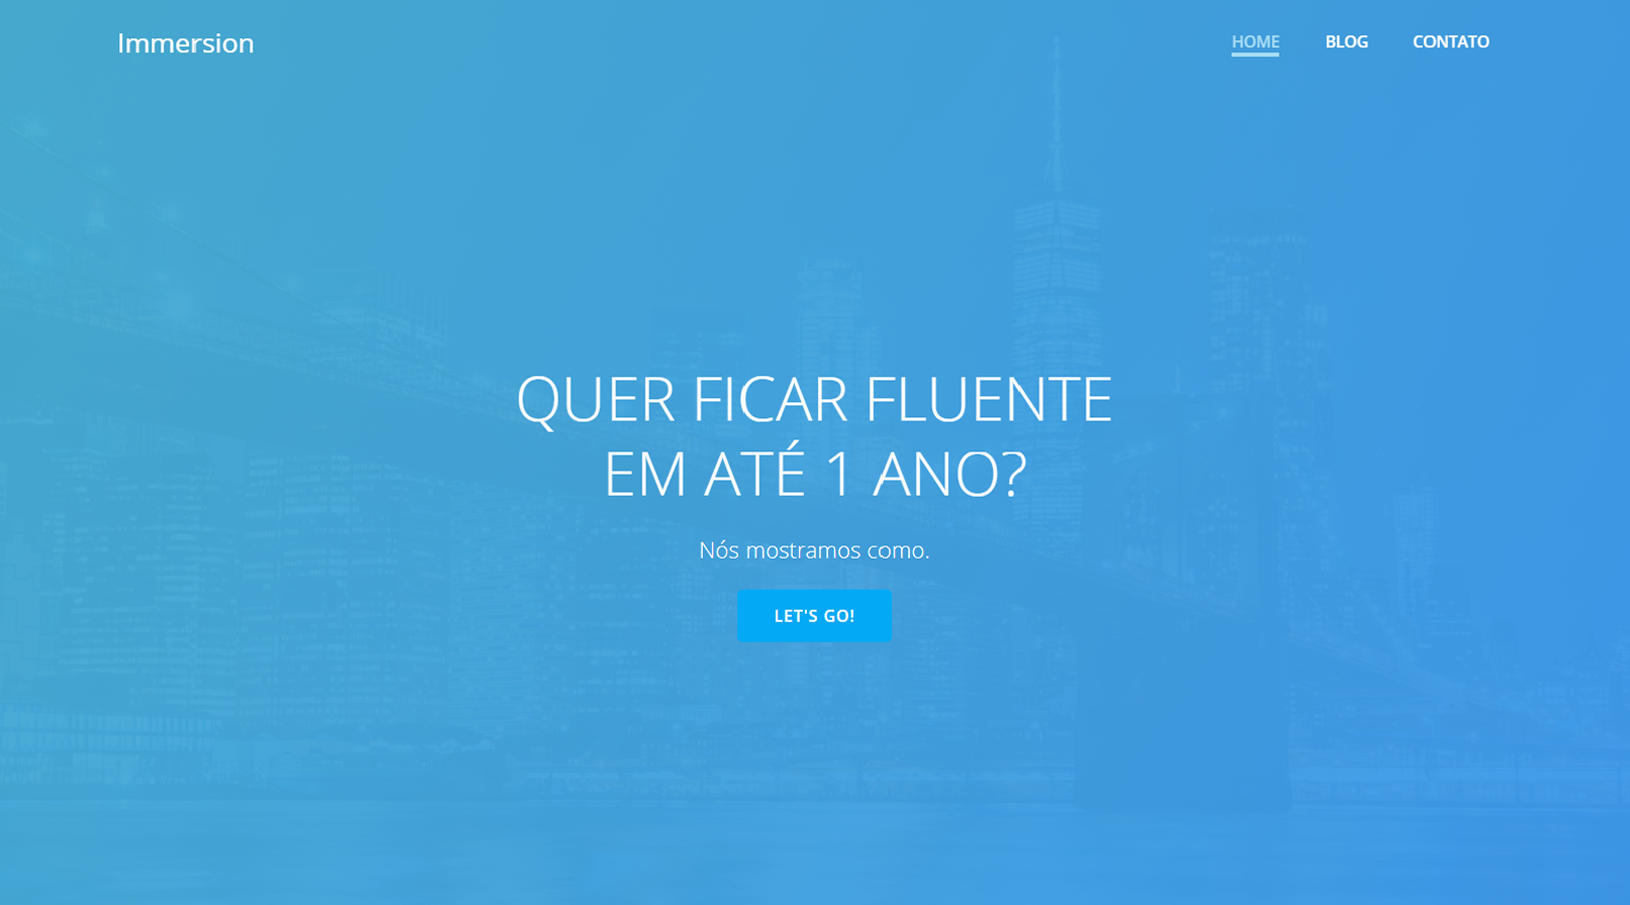 Immersion
HOME BLOG CONTATO
QUER FICAR FLUENTE
EM ATÉ 1 ANO?
Nós mostramos como.
LET'S GO!